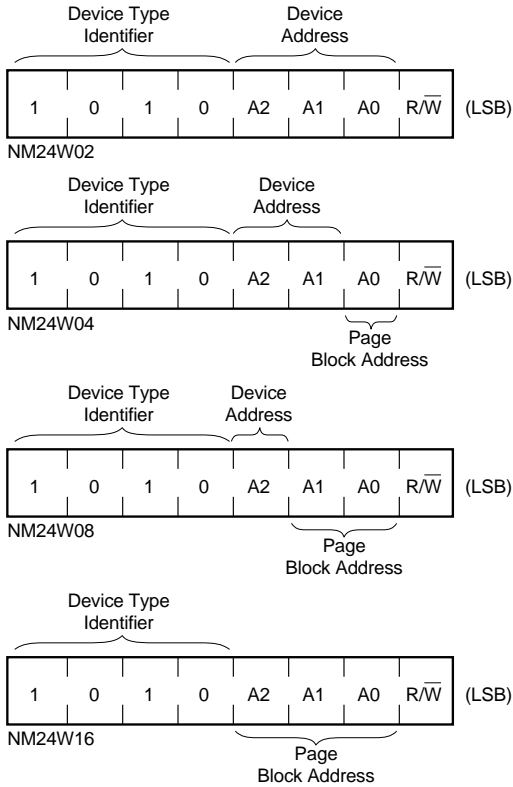 Device Type Device
Identifier Address
1 0 1 0 A2 A1 A0 R/W̅ (LSB)
NM24W02
Device Type Device
Identifier Address
1 0 1 0 A2 A1 A0 R/W̅ (LSB)
NM24W04
Page
Block Address
Device Type Device
Identifier Address
1 0 1 0 A2 A1 A0 R/W̅ (LSB)
NM24W08
Page
Block Address
Device Type
Identifier
1 0 1 0 A2 A1 A0 R/W̅ (LSB)
NM24W16
Page
Block Address